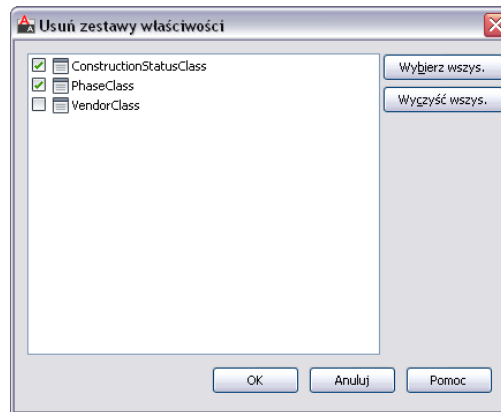 Usuń zestawy właściwości
ConstructionStatusClass
PhaseClass
VendorClass
Wybierz wszys.
Wyczyść wszys.
OK
Anuluj
Pomoc